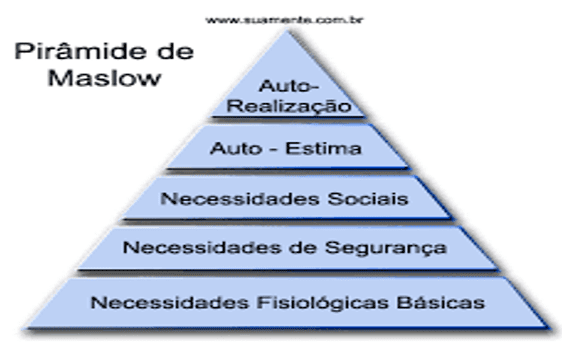 www.suamente.com.br
Pirâmide de
Maslow
Auto-
Realização
Auto - Estima
Necessidades Sociais
Necessidades de Segurança
Necessidades Fisiológicas Básicas